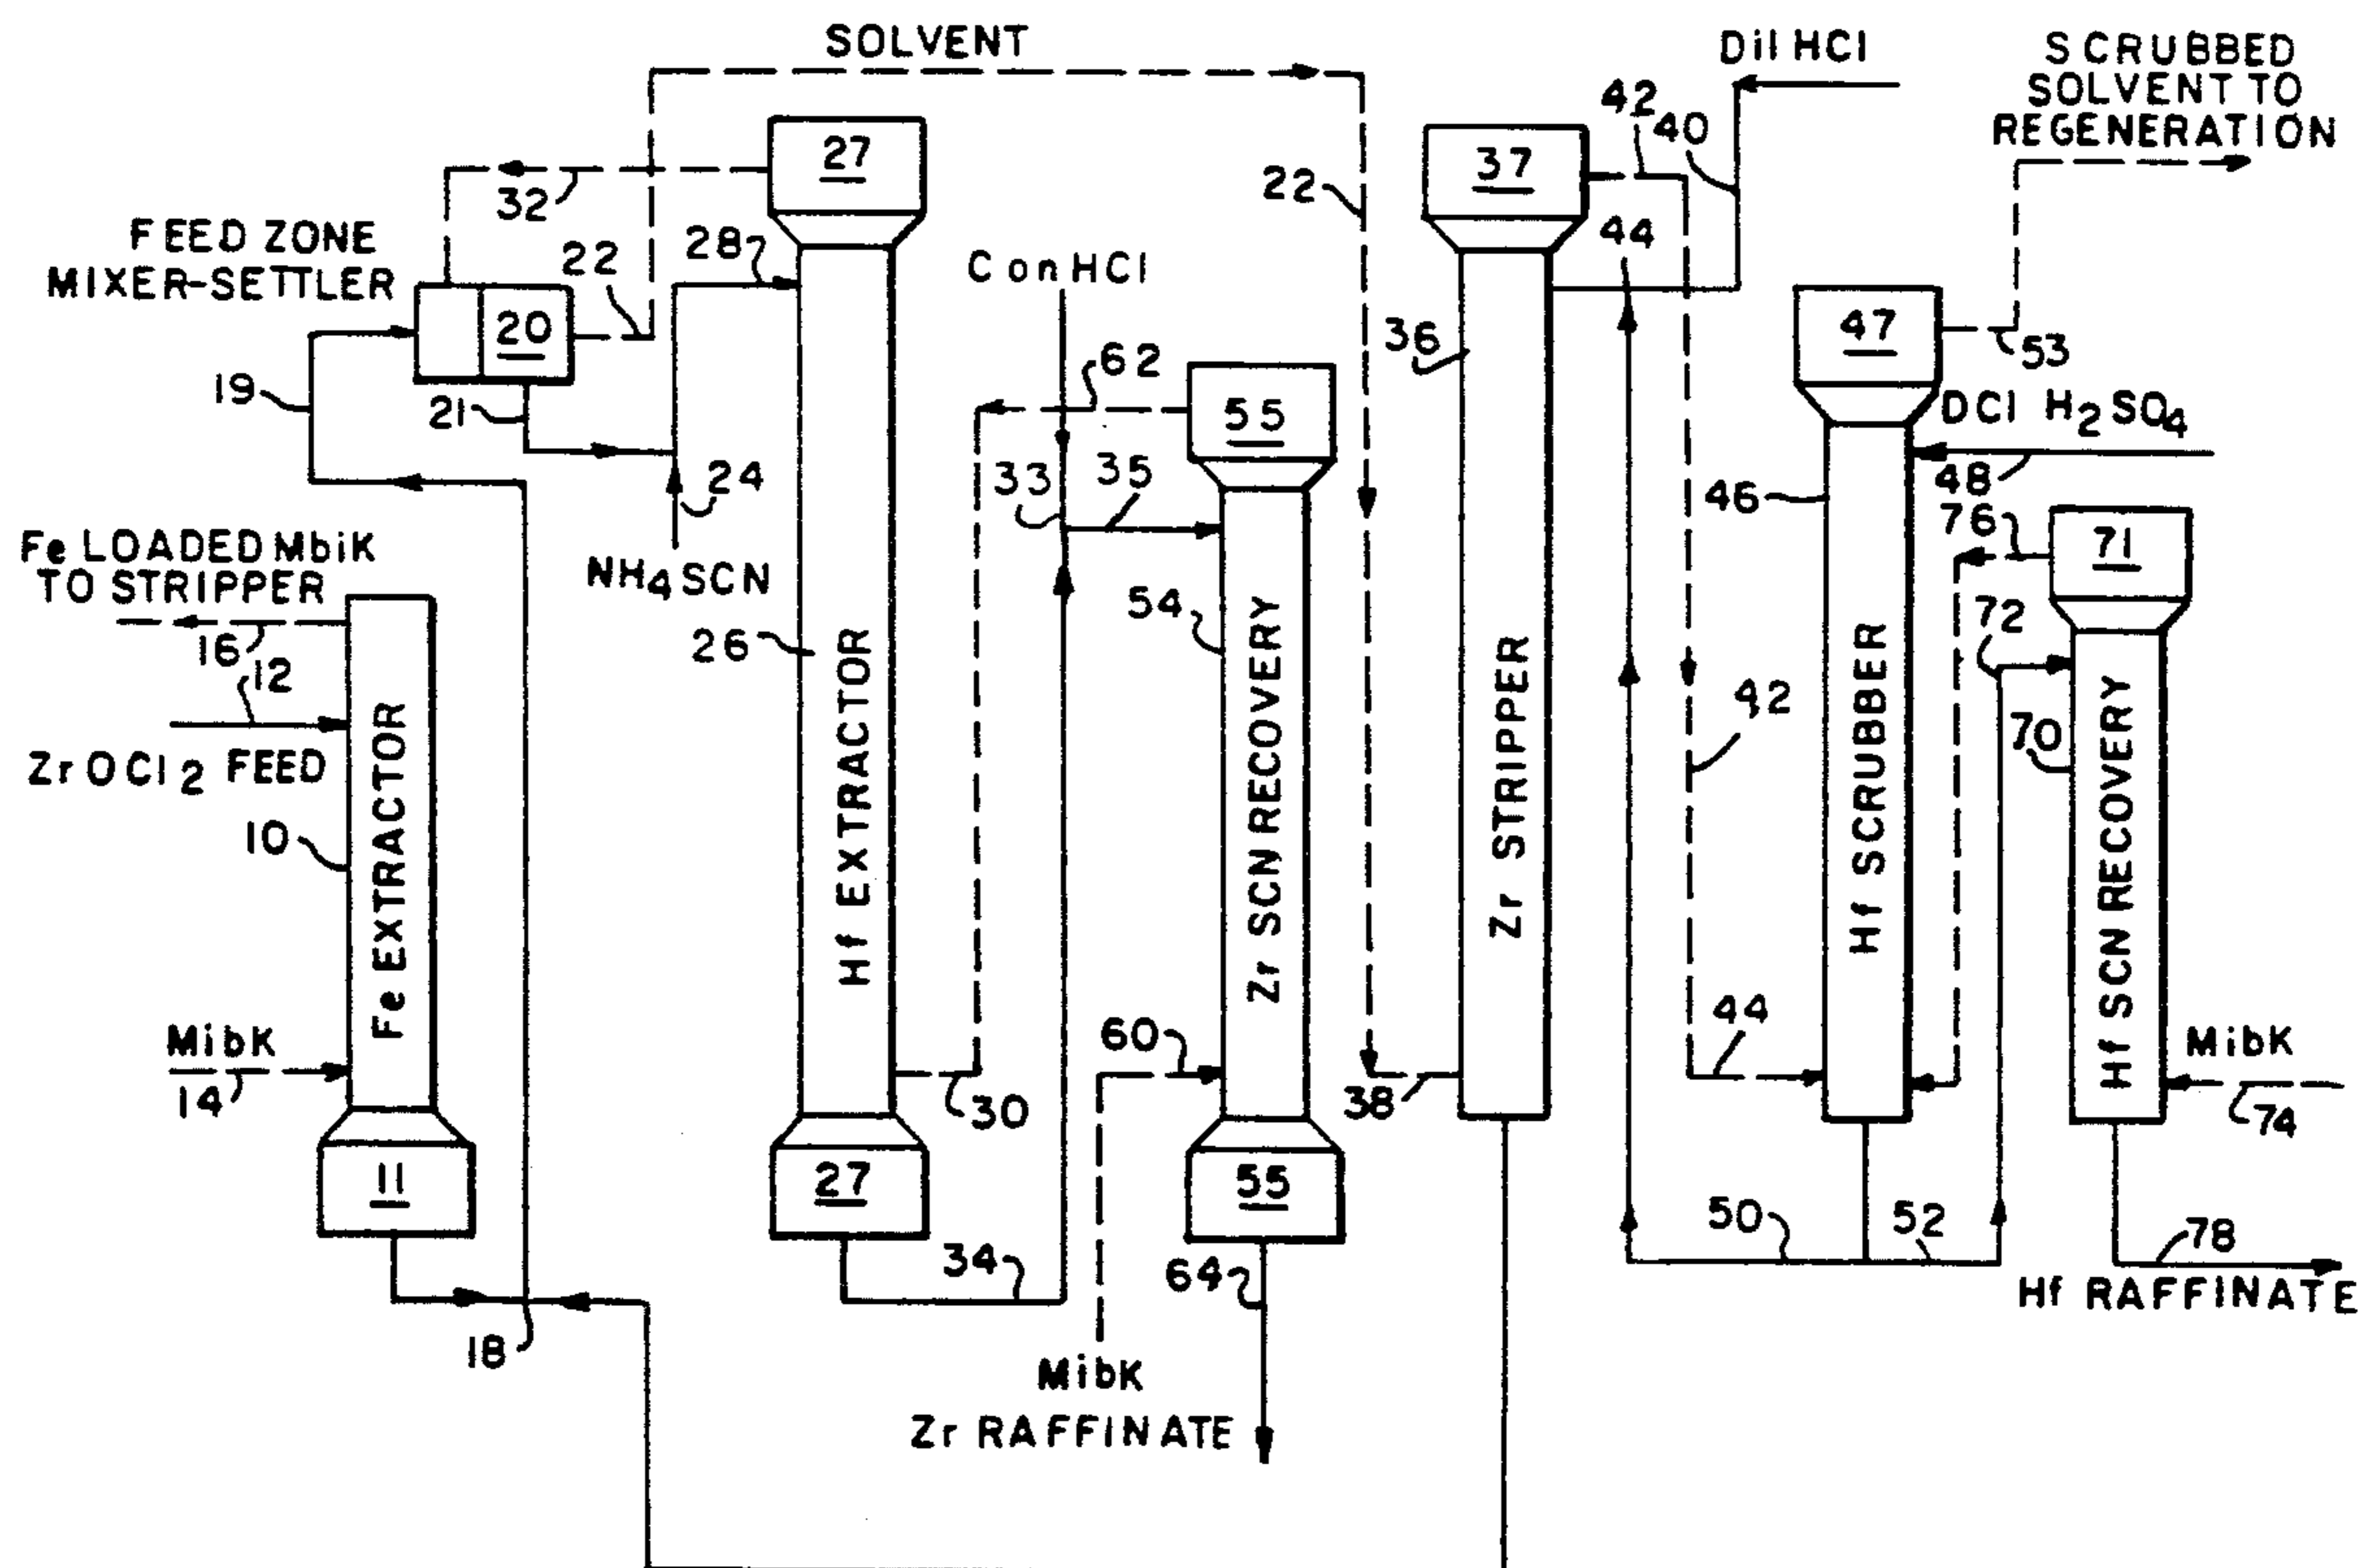 SOLVENT
Dil HCl
SCRUBBED
SOLVENT TO
REGENERATION
42
40
27
37
22
32
FEED ZONE
MIXER-SETTLER
22
28
44
Con HCl
20
36
47
53
62
19
21
55
DCl H2SO4
24
33
35
46
48
76
71
Fe LOADED MbiK
TO STRIPPER
NH4SCN
54
72
16
12
26
42
70
ZrOCl2 FEED
10
Fe EXTRACTOR
Hf EXTRACTOR
Zr SCN RECOVERY
Zr STRIPPER
Hf SCRUBBER
Hf SCN RECOVERY
MibK
14
60
44
MibK
30
38
74
11
27
55
50
52
34
64
78
Hf RAFFINATE
18
MibK
Zr RAFFINATE